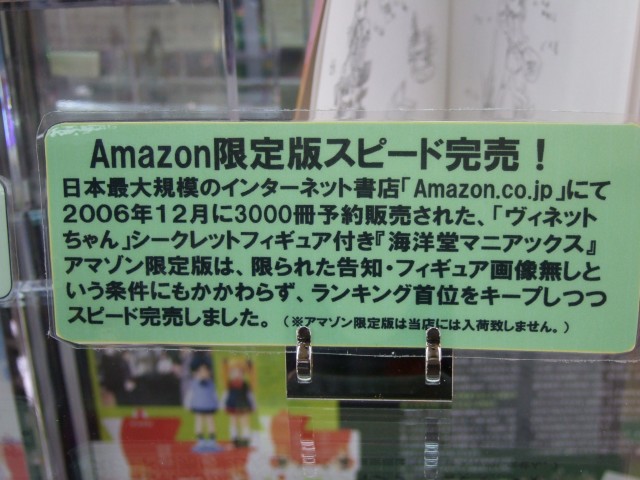 Amazon限定版スピード完売！
日本最大規模のインターネット書店「Amazon.co.jp」にて
2006年12月に3000冊予約販売された、「ヴィネット
ちゃん」シークレットフィギュア付き『海洋堂マニアックス』
アマゾン限定版は、限られた告知・フィギュア画像無しと
いう条件にもかかわらず、ランキング首位をキープしつつ
スピード完売しました。（※アマゾン限定版は当店には入荷致しません。）